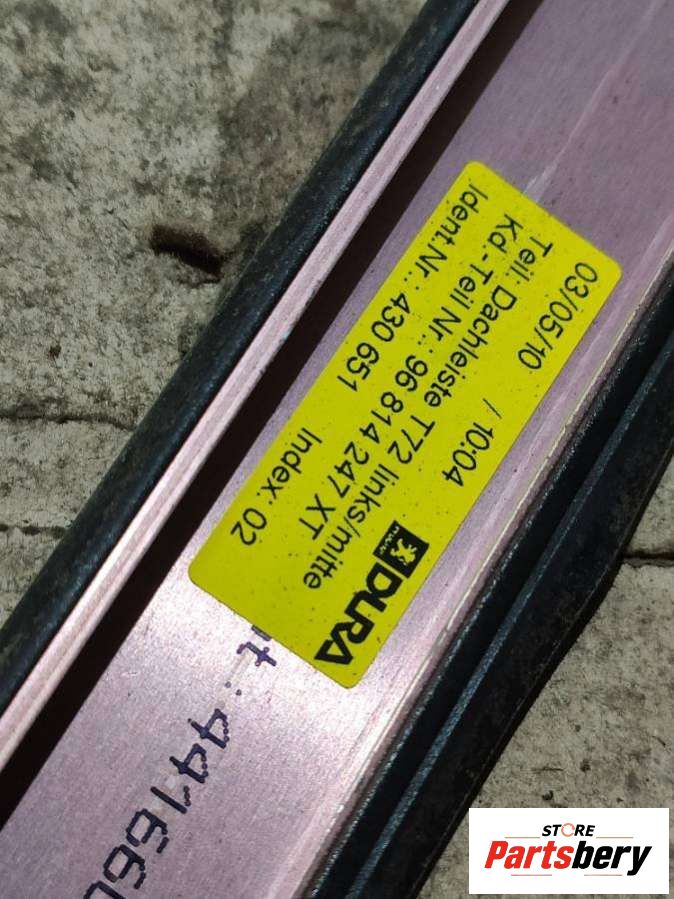 03/05/10 / 10:04
Teil: Dachleiste T72 links/mitte
Kd.-Teil Nr.: 96 814 247 XT
Ident.Nr.: 430 651 Index: 02
DURA
STORE
Partsbery